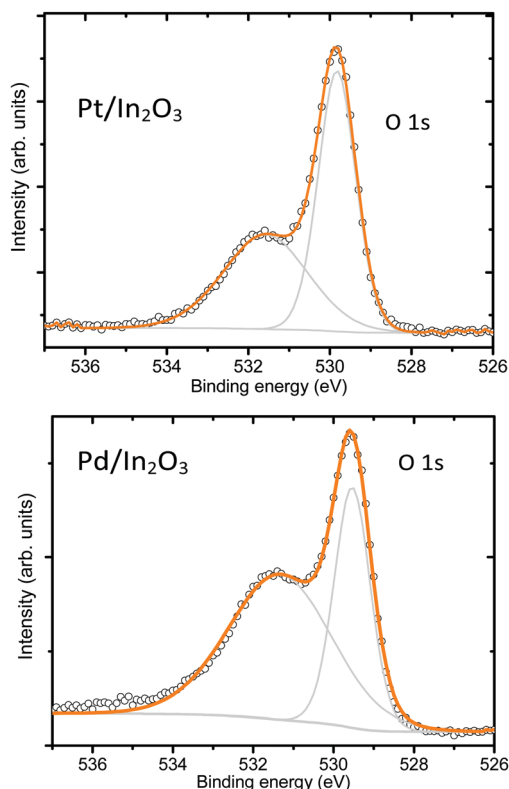 Pt/In₂O₃
O 1s
Intensity (arb. units)
536 534 532 530 528 526
Binding energy (eV)
Pd/In₂O₃
O 1s
Intensity (arb. units)
536 534 532 530 528 526
Binding energy (eV)